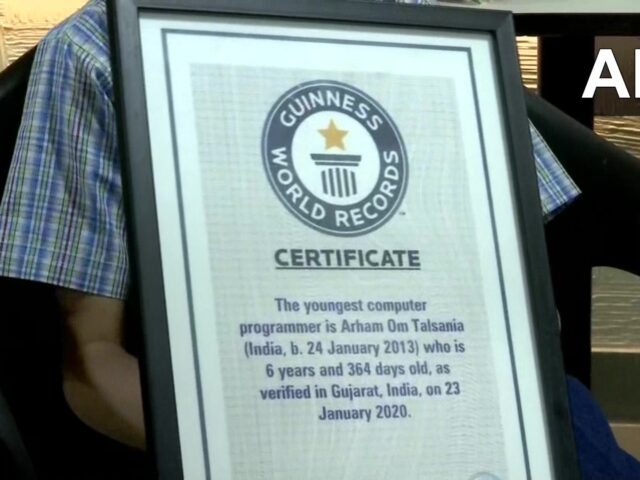 GUINNESS
WORLD RECORDS
CERTIFICATE
The youngest computer
programmer is Arham Om Talsania
(India, b. 24 January 2013) who is
6 years and 364 days old, as
verified in Gujarat, India, on 23
January 2020.